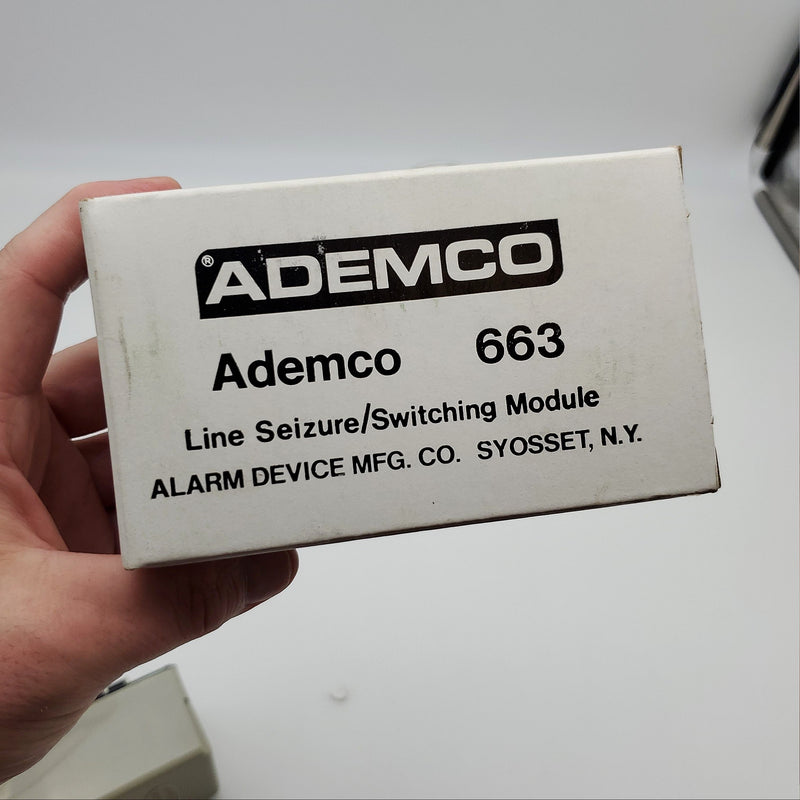 ® ADEMCO
Ademco 663
Line Seizure/Switching Module
ALARM DEVICE MFG. CO. SYOSSET, N.Y.